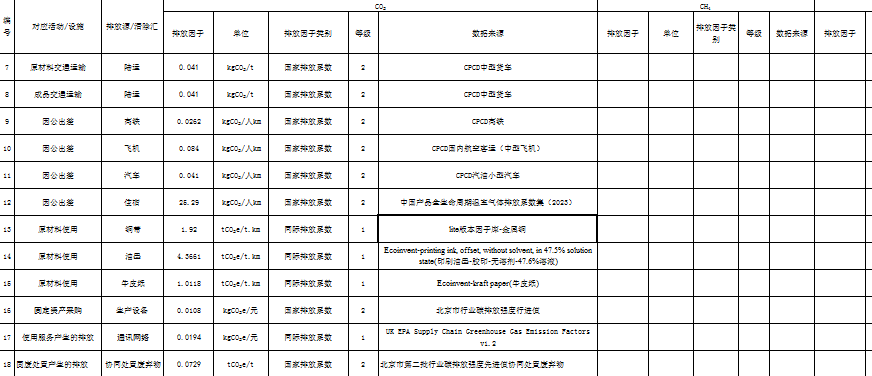 编号 对应活动/设施 排放源/清除汇 CO₂ CH₄
排放因子 单位 排放因子类别 等级 数据来源 排放因子 单位 排放因子类别 等级 数据来源 排放因子
7 原材料交通运输 陆运 0.041 kgCO₂/t 国家排放系数 2 CPCD中型货车
8 成品交通运输 陆运 0.041 kgCO₂/t 国家排放系数 2 CPCD中型货车
9 因公出差 高铁 0.0262 kgCO₂/人km 国家排放系数 2 CPCD高铁
10 因公出差 飞机 0.084 kgCO₂/人km 国家排放系数 2 CPCD国内航空客运（中型飞机）
11 因公出差 汽车 0.041 kgCO₂/人km 国家排放系数 2 CPCD汽油小型汽车
12 因公出差 住宿 25.29 kgCO₂/人km 国家排放系数 2 中国产品全生命周期温室气体排放系数集（2023）
13 原材料使用 钢带 1.92 tCO₂e/t.km 国际排放系数 1 lite版本因子库-金属钢
14 原材料使用 油墨 4.3661 tCO₂e/t.km 国际排放系数 1 Ecoinvent-printing ink, offset, without solvent, in 47.5% solution
state(印刷油墨-胶印-无溶剂-47.6%溶液)
15 原材料使用 牛皮纸 1.0118 tCO₂e/t.km 国际排放系数 1 Ecoinvent-kraft paper(牛皮纸)
16 固定资产采购 生产设备 0.0108 kgCO₂e/元 国家排放系数 2 北京市行业碳排放强度行进值
17 使用服务产生的排放 通讯网络 0.0194 kgCO₂e/元 国际排放系数 1 UK EPA Supply Chain Greenhouse Gas Emission Factors
v1.2
18 固废处置产生的排放 协同处置废弃物 0.0729 tCO₂e/t 国家排放系数 2 北京市第二批行业碳排放强度先进值协同处置废弃物